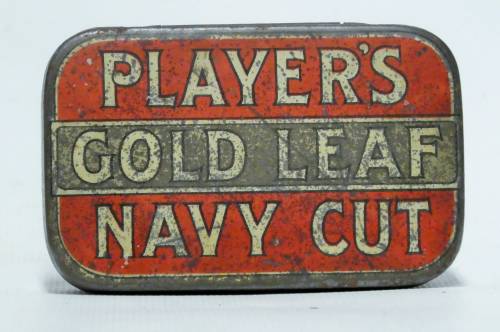 PLAYER'S
GOLD LEAF
NAVY CUT